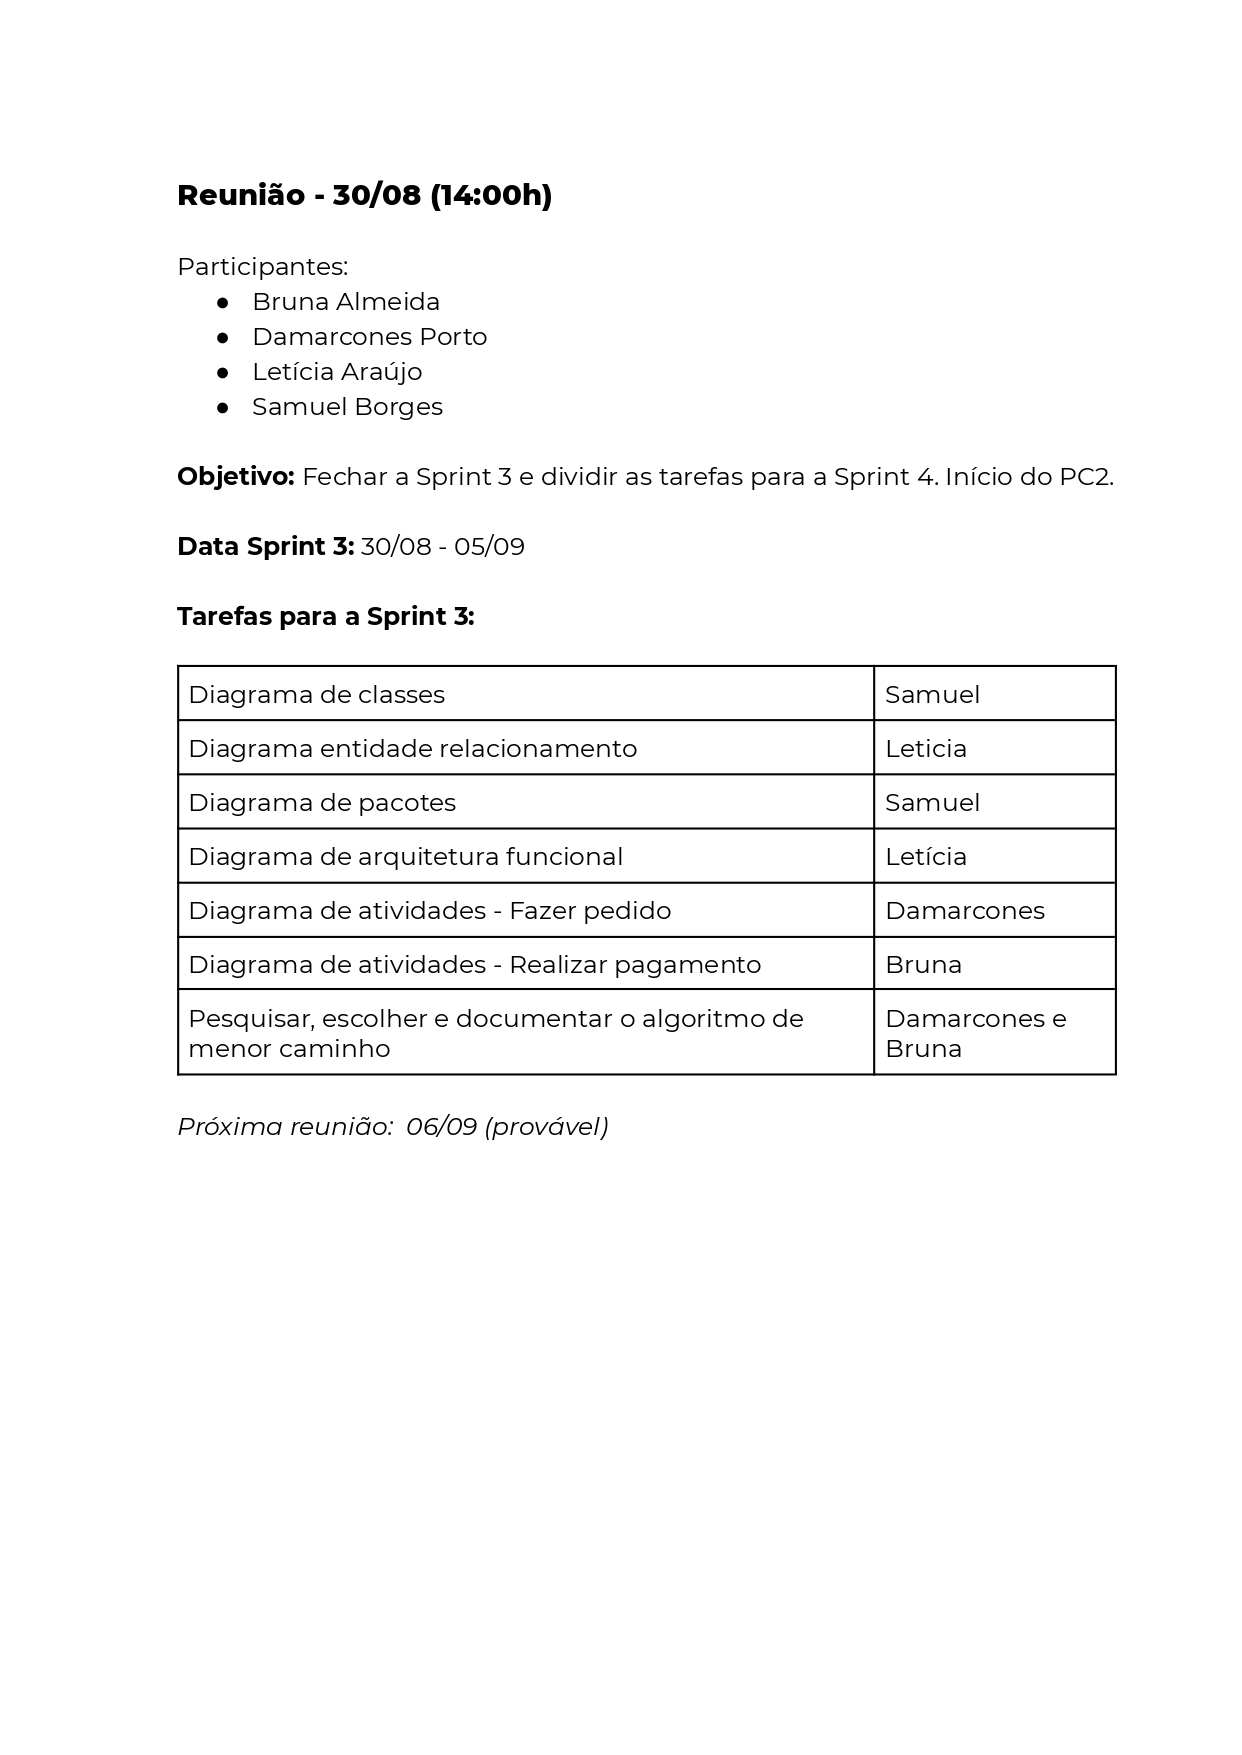 Reunião - 30/08 (14:00h)
Participantes:
● Bruna Almeida
● Damarcones Porto
● Letícia Araújo
● Samuel Borges
Objetivo: Fechar a Sprint 3 e dividir as tarefas para a Sprint 4. Início do PC2.
Data Sprint 3: 30/08 - 05/09
Tarefas para a Sprint 3:
Diagrama de classes Samuel
Diagrama entidade relacionamento Leticia
Diagrama de pacotes Samuel
Diagrama de arquitetura funcional Letícia
Diagrama de atividades - Fazer pedido Damarcones
Diagrama de atividades - Realizar pagamento Bruna
Pesquisar, escolher e documentar o algoritmo de Damarcones e
menor caminho Bruna
Próxima reunião: 06/09 (provável)